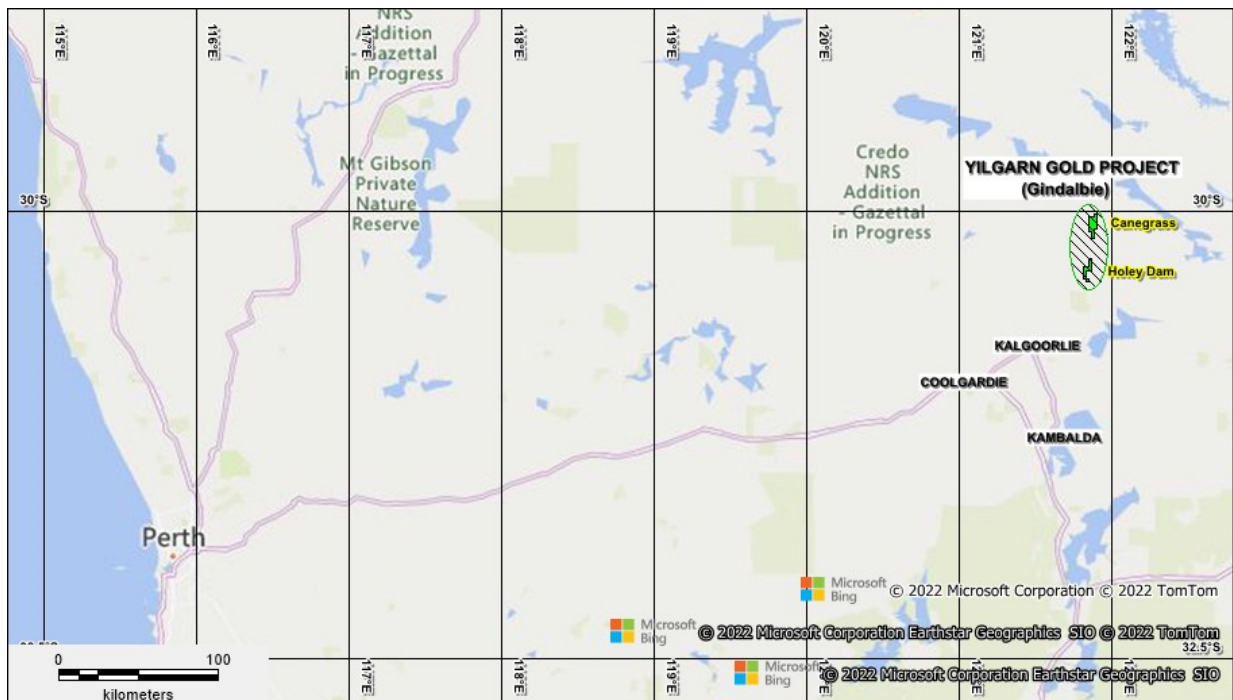 115°E
116°E
117°E
118°E
119°E
120°E
121°E
122°E
NRS
Addition
- Gazettal
in Progress
Mt Gibson
Private
Nature
Reserve
Credo
NRS
Addition
- Gazettal
in Progress
YILGARN GOLD PROJECT
(Gindalbie)
30°S
30°S
Canegrass
Holey Dam
KALGOORLIE
COOLGARDIE
KAMBALDA
Perth
Microsoft
Bing
© 2022 Microsoft Corporation © 2022 TomTom
Microsoft
Bing
© 2022 Microsoft Corporation Earthstar Geographics SIO © 2022 TomTom
32.5°S
Bing
© 2022 Microsoft Corporation Earthstar Geographics SIO
0
100
kilometers
117°E
118°E
119°E
120°E
121°E